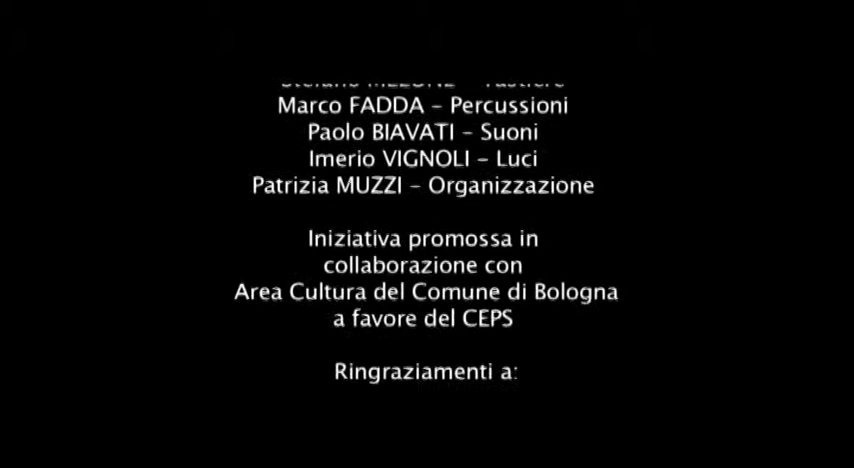 Marco FADDA – Percussioni
Paolo BIAVATI – Suoni
Imerio VIGNOLI – Luci
Patrizia MUZZI – Organizzazione
Iniziativa promossa in
collaborazione con
Area Cultura del Comune di Bologna
a favore del CEPS
Ringraziamenti a: